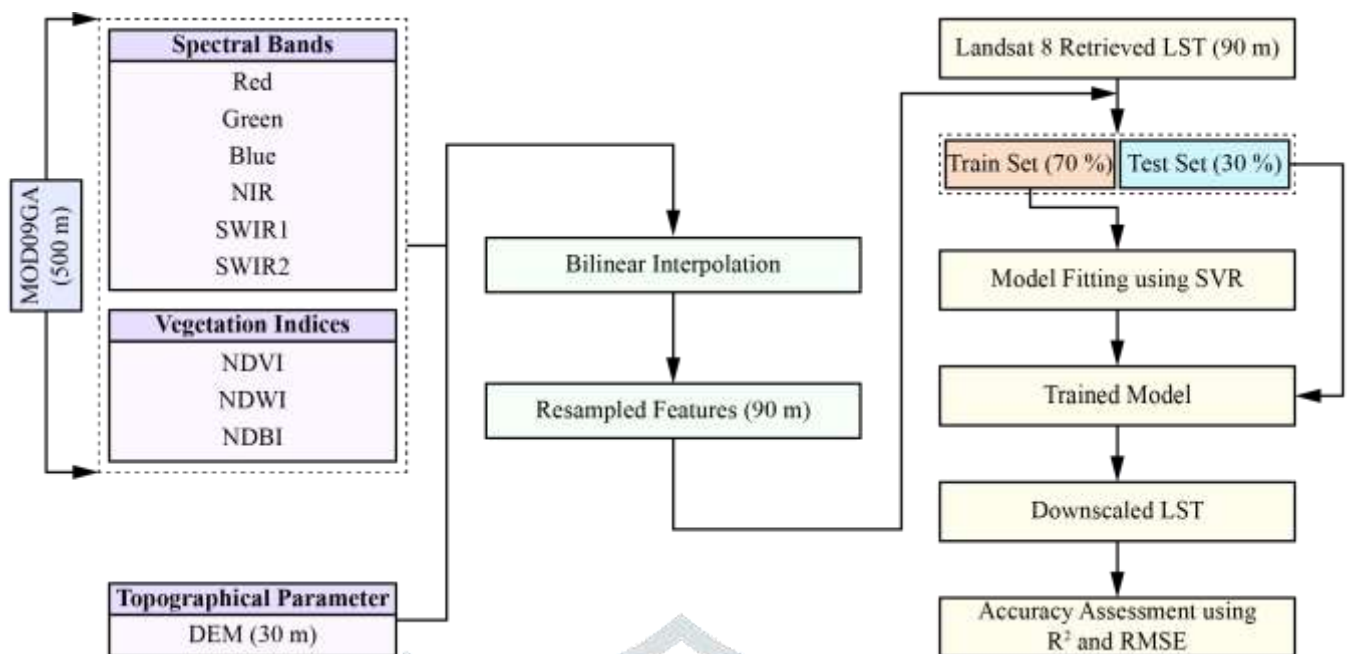 MOD09GA
(500 m)
Spectral Bands
Red
Green
Blue
NIR
SWIR1
SWIR2
Vegetation Indices
NDVI
NDWI
NDBI
Topographical Parameter
DEM (30 m)
Bilinear Interpolation
Resampled Features (90 m)
Landsat 8 Retrieved LST (90 m)
Train Set (70 %)
Test Set (30 %)
Model Fitting using SVR
Trained Model
Downscaled LST
Accuracy Assessment using
R² and RMSE